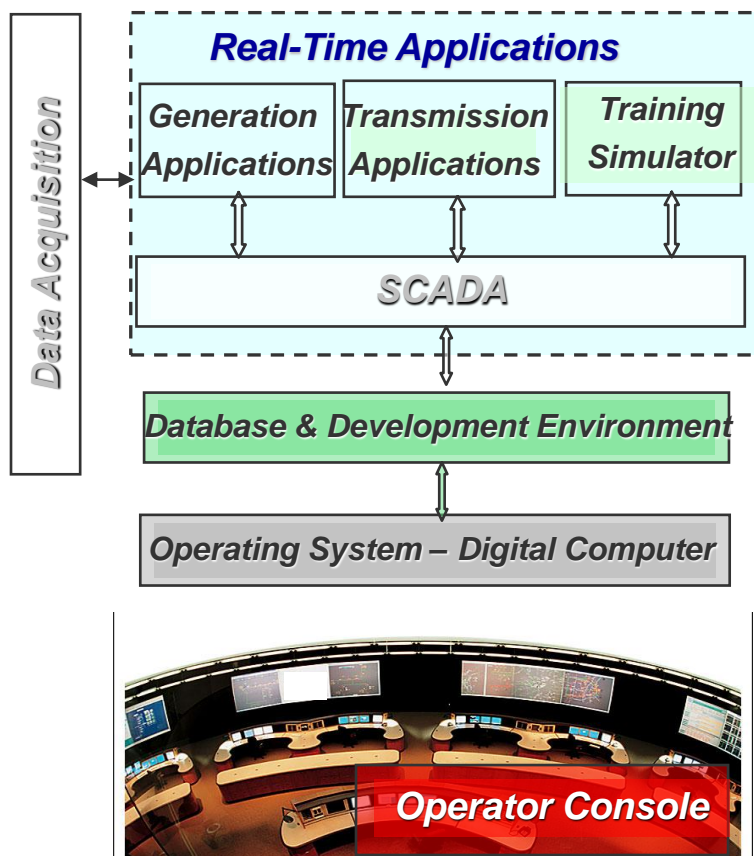 Real-Time Applications
Generation
Applications
Transmission
Applications
Training
Simulator
Data Acquisition
SCADA
Database & Development Environment
Operating System – Digital Computer
Operator Console